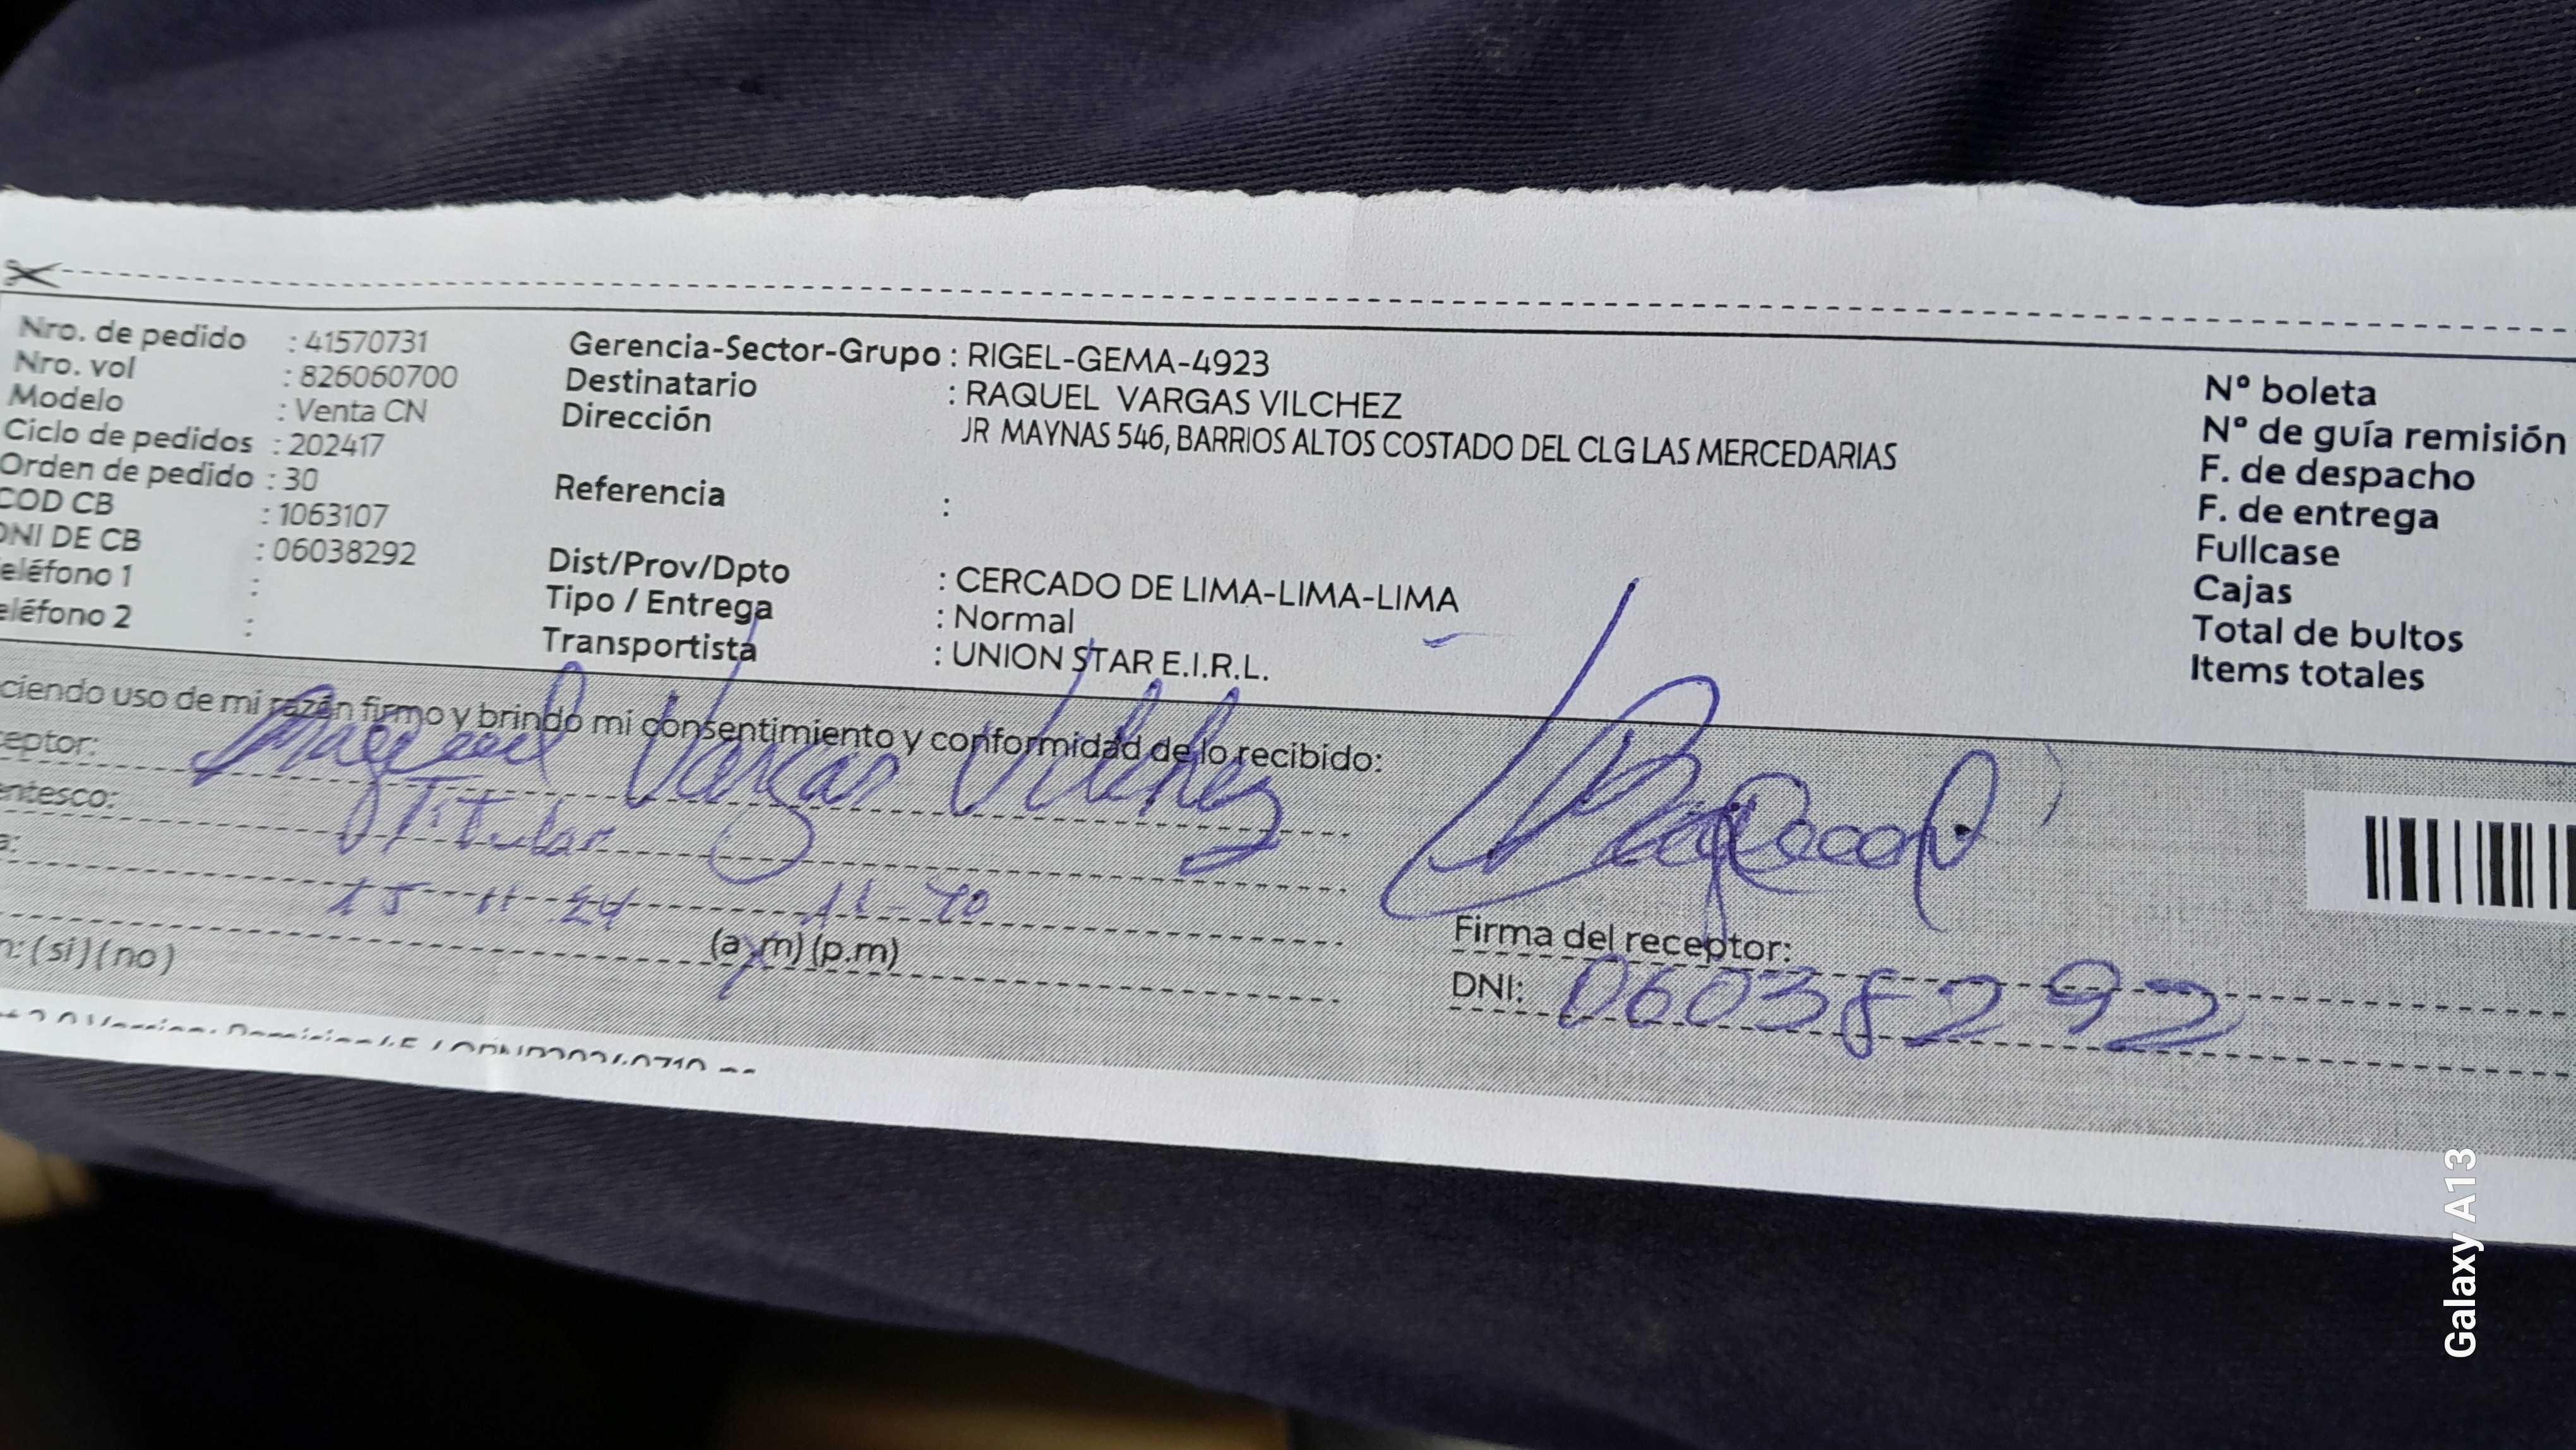 Nro. de pedido : 41570731
Nro. vol : 826060700
Modelo : Venta CN
Ciclo de pedidos : 202417
Orden de pedido : 30
COD CB : 1063107
DNI DE CB : 06038292
eléfono 1 :
eléfono 2 :
Gerencia-Sector-Grupo : RIGEL-GEMA-4923
Destinatario : RAQUEL VARGAS VILCHEZ
Dirección JR MAYNAS 546, BARRIOS ALTOS COSTADO DEL CLG LAS MERCEDARIAS
Referencia :
Dist/Prov/Dpto : CERCADO DE LIMA-LIMA-LIMA
Tipo / Entrega : Normal
Transportista : UNION STAR E.I.R.L.
Nº boleta
Nº de guía remisión
F. de despacho
F. de entrega
Fullcase
Cajas
Total de bultos
Items totales
ciendo uso de mi razón firmo y brindo mi consentimiento y conformidad de lo recibido:
eptor: Raquel Vargas Vilchez
entesco: Titular
a: 15-11-24
(a.m) (p.m)
n: (si) (no)
Firma del receptor:
DNI: 06038292
Galaxy A13